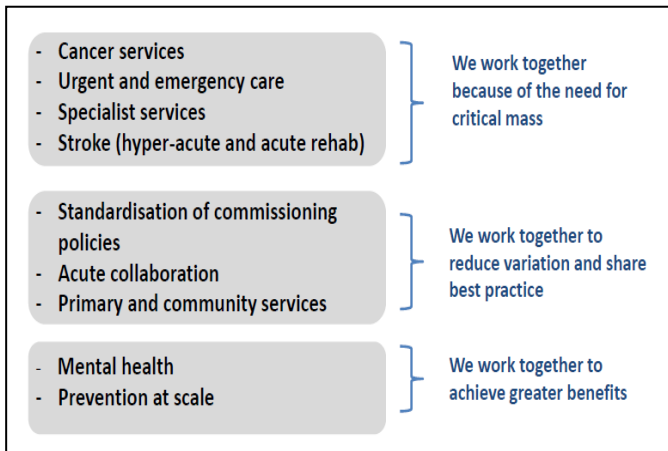 - Cancer services
- Urgent and emergency care
- Specialist services
- Stroke (hyper-acute and acute rehab)
We work together
because of the need for
critical mass
- Standardisation of commissioning
policies
- Acute collaboration
- Primary and community services
We work together to
reduce variation and share
best practice
- Mental health
- Prevention at scale
We work together to
achieve greater benefits